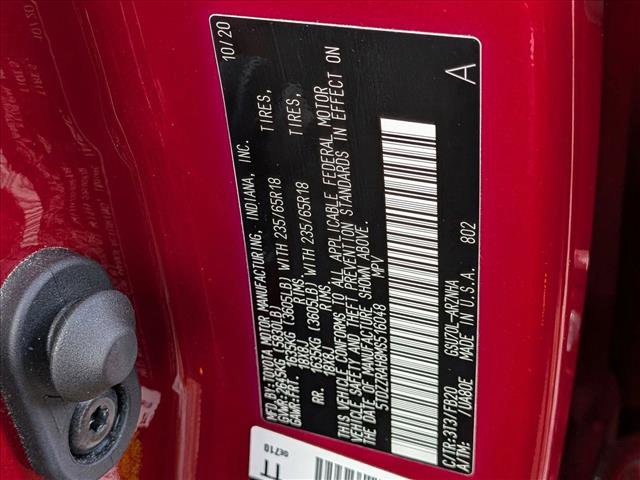 MFD.BY:TOYOTA MOTOR MANUFACTURING, INDIANA, INC. 10/20
GVWR 2645KG (5830LB)
GAWR:FRT. 1635KG (3605LB) WITH 235/65R18 TIRES,
18X8J RIMS,
RR. 1635KG (3605LB) WITH 235/65R18 TIRES,
18X8J RIMS,
THIS VEHICLE CONFORMS TO ALL APPLICABLE FEDERAL MOTOR
VEHICLE SAFETY AND THEFT PREVENTION STANDARDS IN EFFECT ON
THE DATE OF MANUFACTURE SHOWN ABOVE.
5TDZZRAH8MS516048 MPV
A
C/TR:3T3/FB20 GSU70L-ARZNHA
A/TM: /UA80E MADE IN U.S.A. 802
0E710